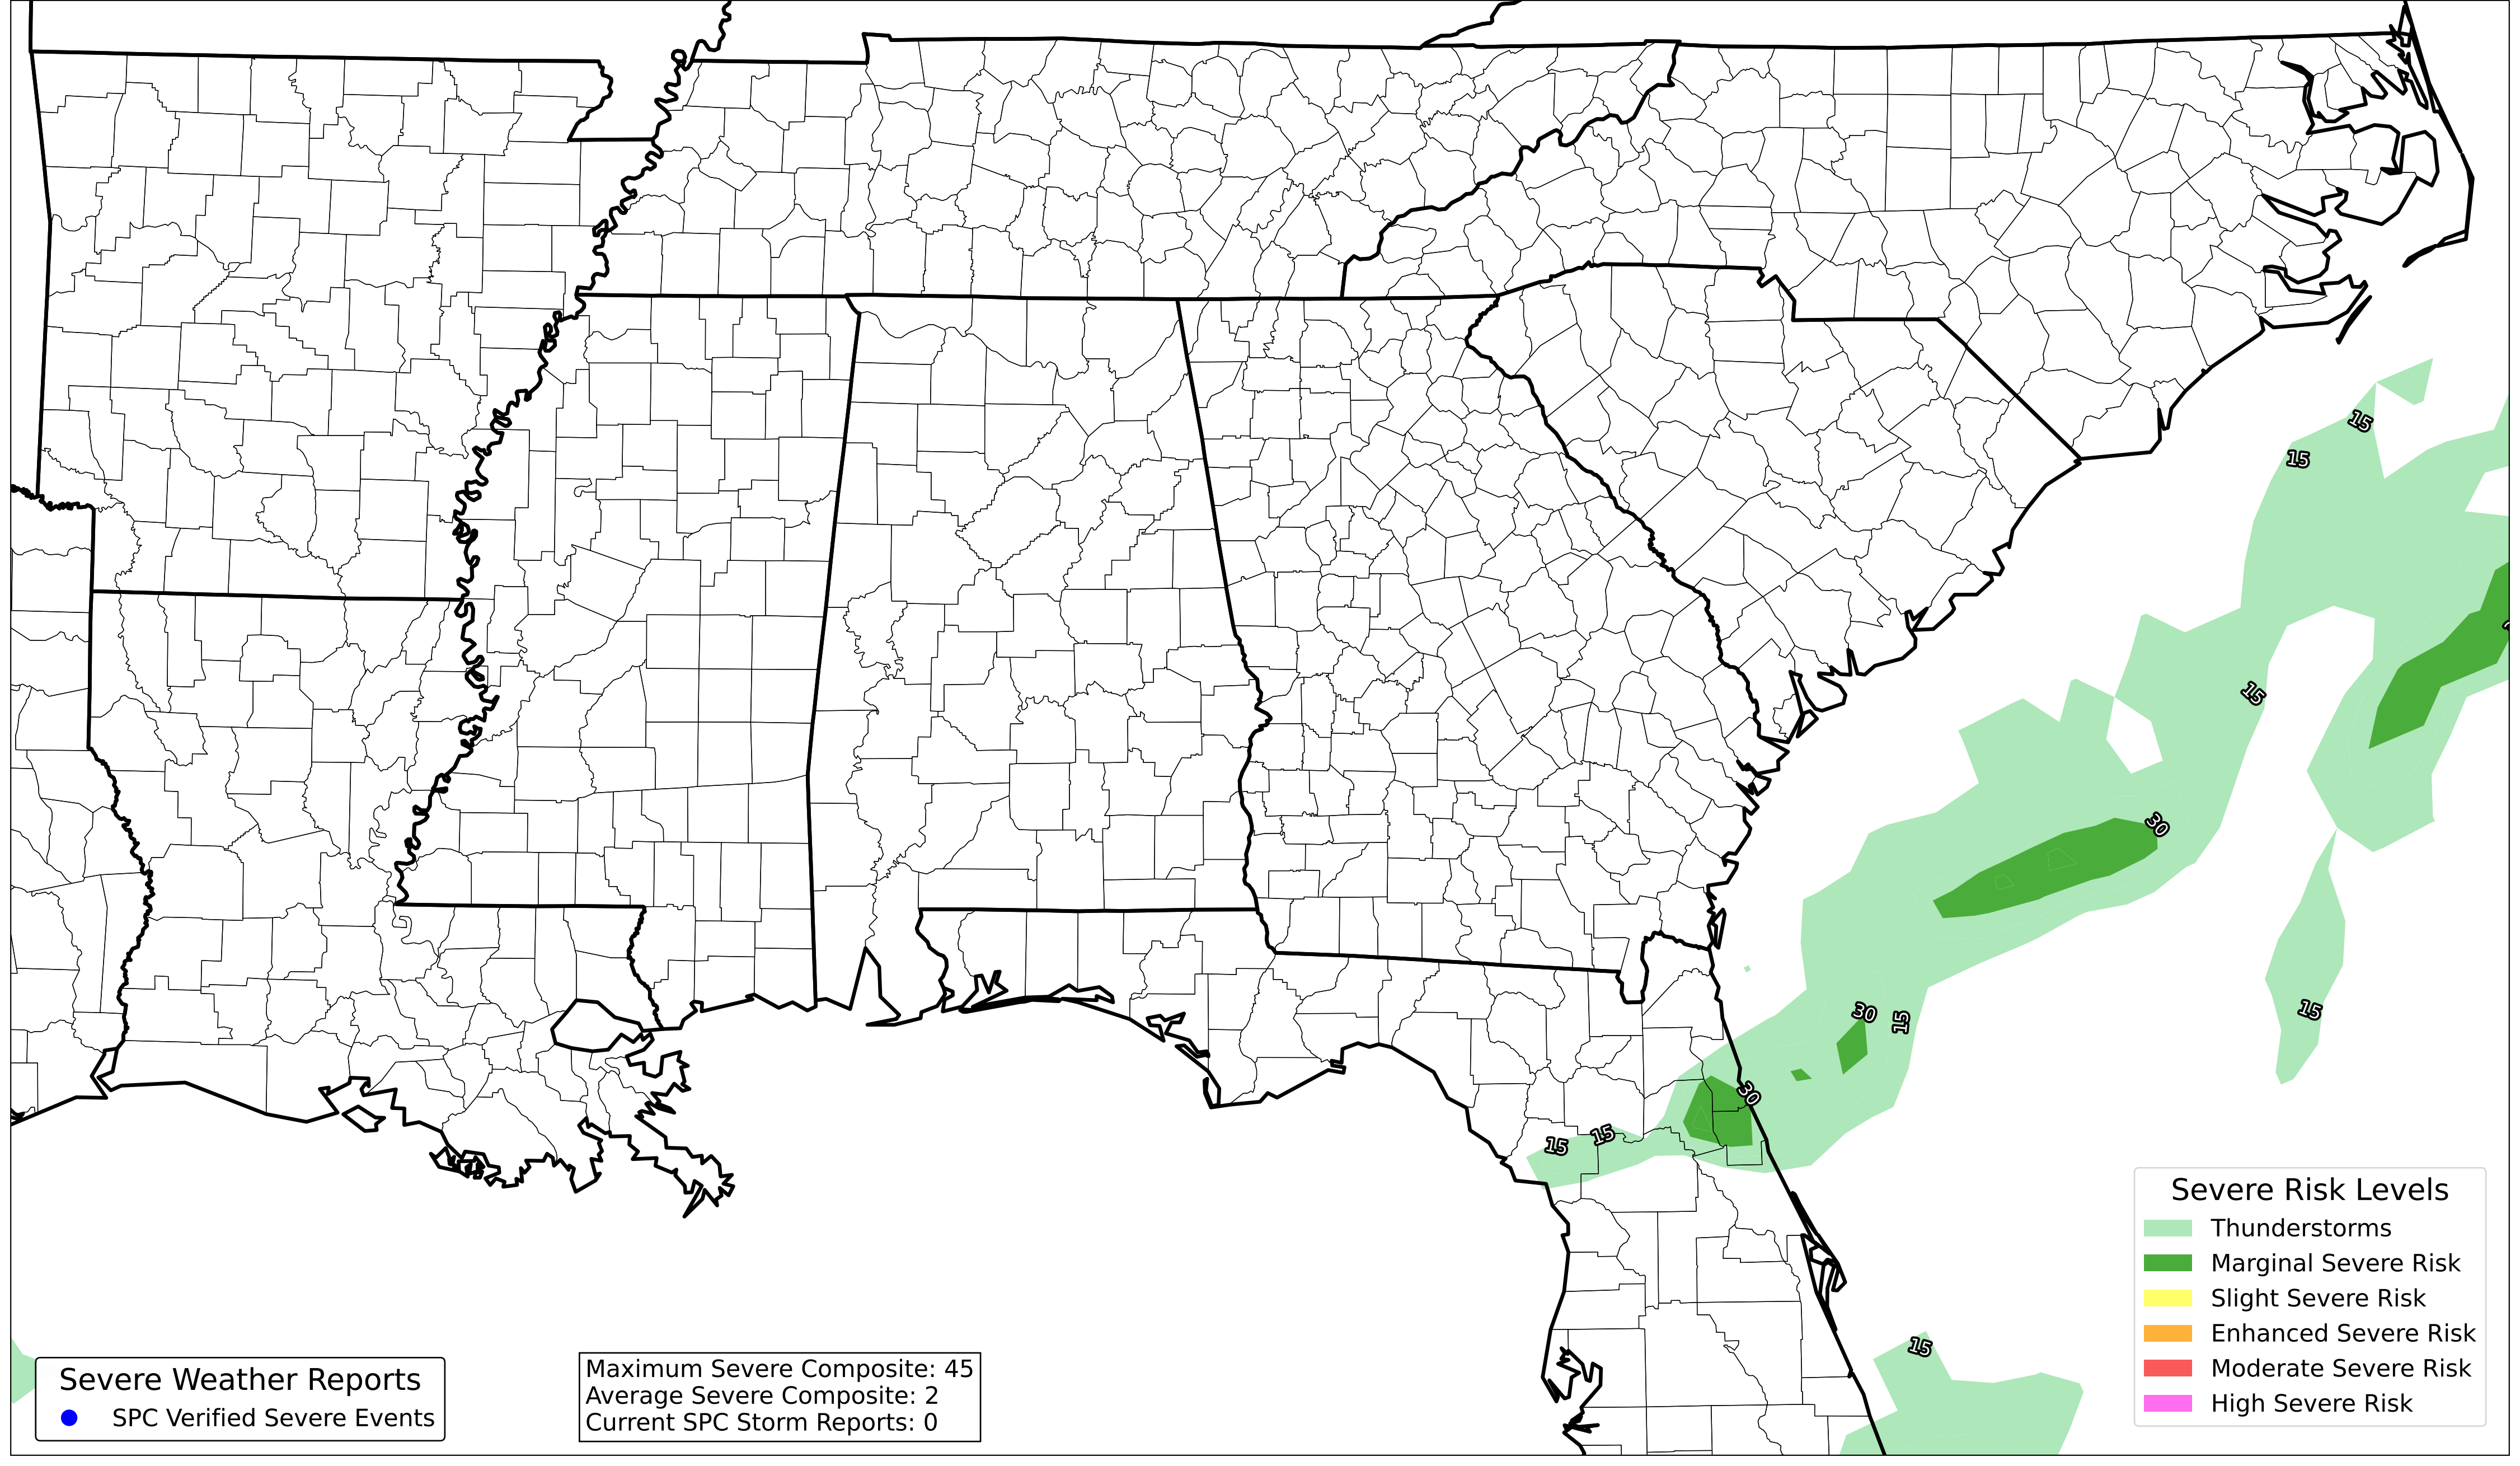 15
15
15
30
30
15
15
30
15
15
15
Severe Risk Levels
Thunderstorms
Marginal Severe Risk
Slight Severe Risk
Enhanced Severe Risk
Moderate Severe Risk
High Severe Risk
Severe Weather Reports
SPC Verified Severe Events
Maximum Severe Composite: 45
Average Severe Composite: 2
Current SPC Storm Reports: 0